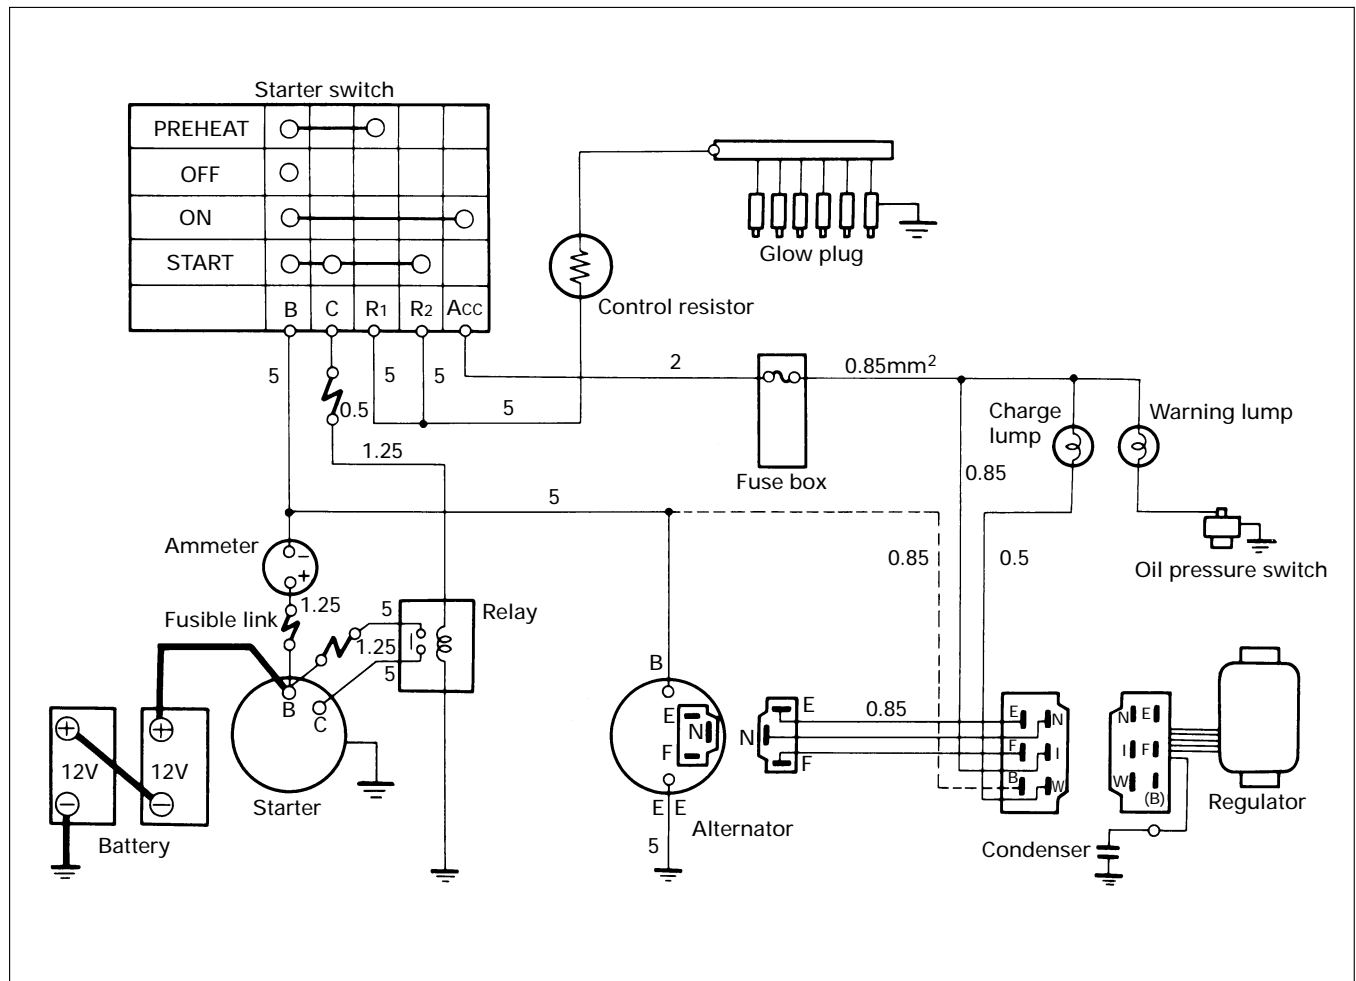 Starter switch
PREHEAT
OFF
ON
START
B C R1 R2 ACC
Glow plug
Control resistor
5
5
5
0.5
5
1.25
2
0.85mm2
Fuse box
Charge
lump
Warning lump
0.85
5
0.85
0.5
Oil pressure switch
Ammeter
−
+
Fusible link
1.25
5
1.25
5
Relay
B
C
Starter
+
12V
−
+
12V
−
Battery
B
E
N
F
E E
5
Alternator
E
N
F
0.85
E N
F I
B W
N E
I F
W (B)
Regulator
Condenser